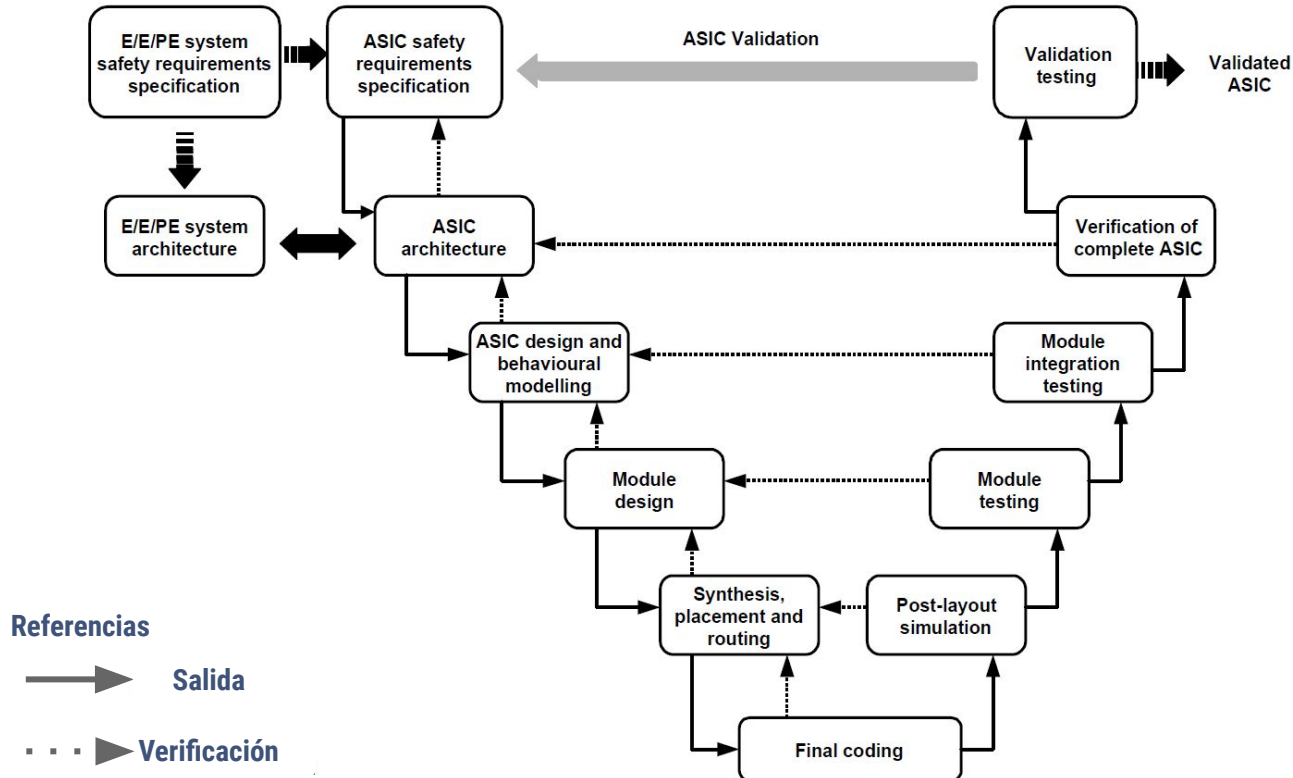 E/E/PE system
safety requirements
specification
ASIC safety
requirements
specification
ASIC Validation
Validation
testing
Validated
ASIC
E/E/PE system
architecture
ASIC
architecture
Verification of
complete ASIC
ASIC design and
behavioural
modelling
Module
integration
testing
Module
design
Module
testing
Synthesis,
placement and
routing
Post-layout
simulation
Final coding
Referencias
Salida
Verificación